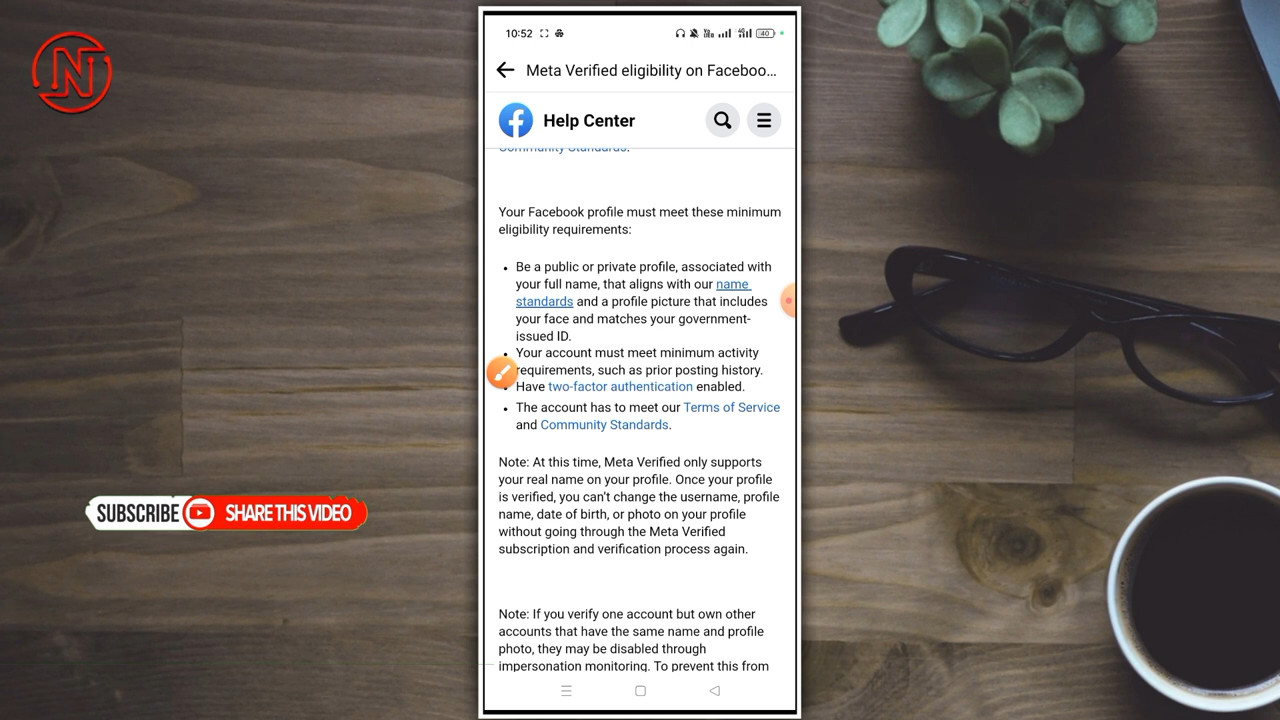 N
10:52
40
Meta Verified eligibility on Faceboo...
Help Center
Community Standards.
Your Facebook profile must meet these minimum
eligibility requirements:
• Be a public or private profile, associated with
your full name, that aligns with our name
standards and a profile picture that includes
your face and matches your government-
issued ID.
• Your account must meet minimum activity
requirements, such as prior posting history.
• Have two-factor authentication enabled.
• The account has to meet our Terms of Service
and Community Standards.
Note: At this time, Meta Verified only supports
your real name on your profile. Once your profile
is verified, you can't change the username, profile
name, date of birth, or photo on your profile
without going through the Meta Verified
subscription and verification process again.
Note: If you verify one account but own other
accounts that have the same name and profile
photo, they may be disabled through
impersonation monitoring. To prevent this from
SUBSCRIBE SHARE THIS VIDEO